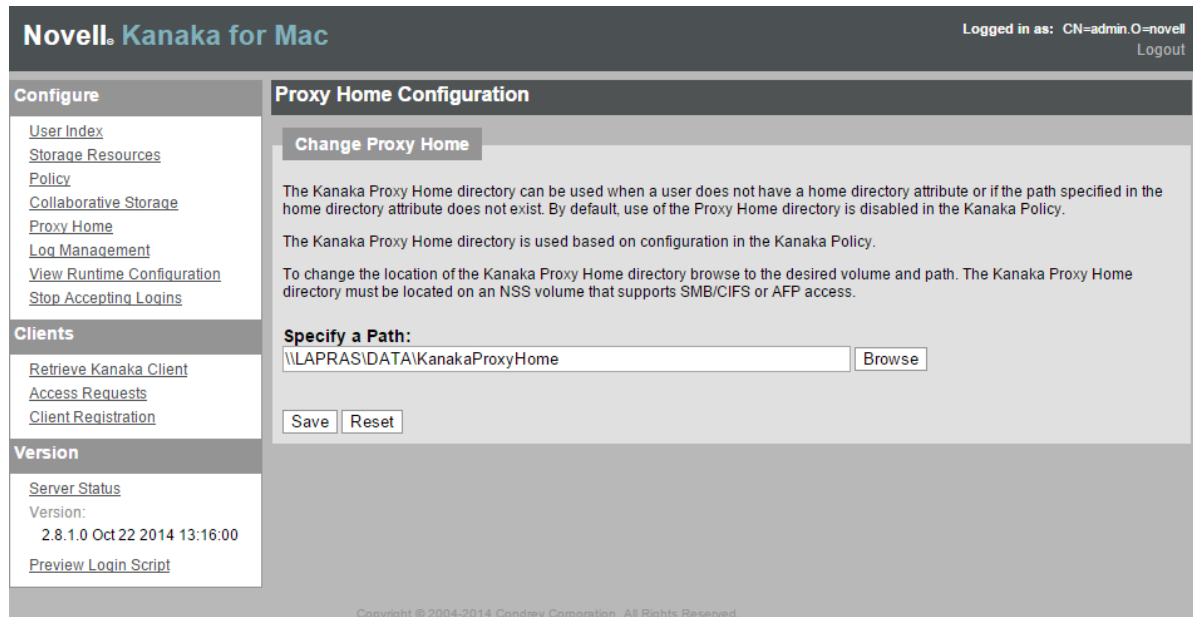 Novell® Kanaka for Mac
Logged in as: CN=admin.O=novell
Logout
Configure
User Index
Storage Resources
Policy
Collaborative Storage
Proxy Home
Log Management
View Runtime Configuration
Stop Accepting Logins
Clients
Retrieve Kanaka Client
Access Requests
Client Registration
Version
Server Status
Version:
2.8.1.0 Oct 22 2014 13:16:00
Preview Login Script
Proxy Home Configuration
Change Proxy Home
The Kanaka Proxy Home directory can be used when a user does not have a home directory attribute or if the path specified in the
home directory attribute does not exist. By default, use of the Proxy Home directory is disabled in the Kanaka Policy.
The Kanaka Proxy Home directory is used based on configuration in the Kanaka Policy.
To change the location of the Kanaka Proxy Home directory browse to the desired volume and path. The Kanaka Proxy Home
directory must be located on an NSS volume that supports SMB/CIFS or AFP access.
Specify a Path:
\\LAPRAS\DATA\KanakaProxyHome
Browse
Save
Reset
Copyright © 2004-2014 Condrey Corporation. All Rights Reserved.